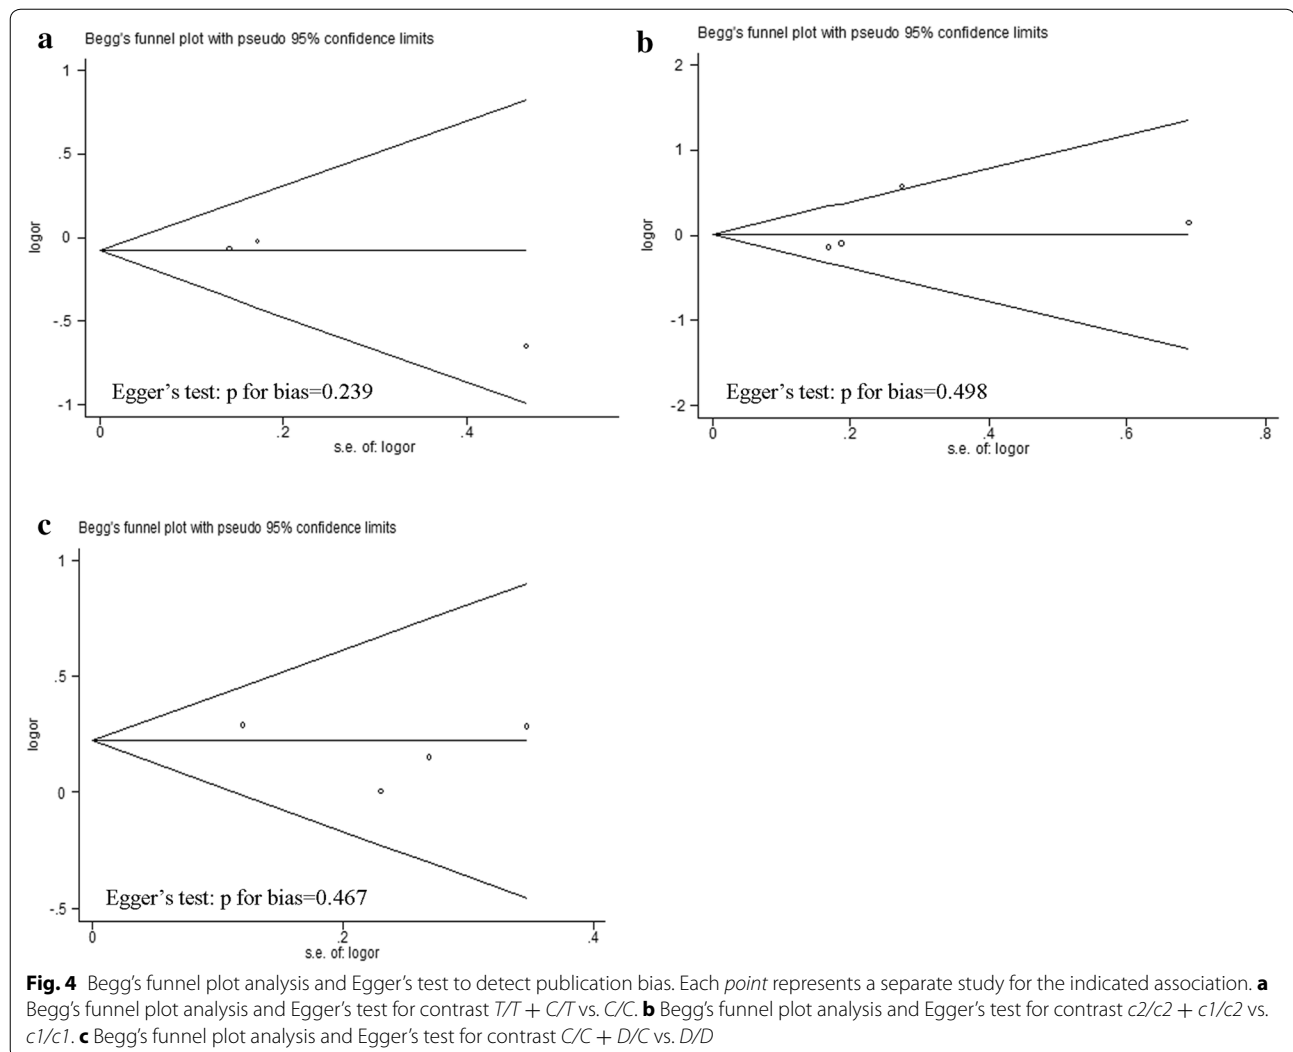 a
Begg's funnel plot with pseudo 95% confidence limits
1
.5
0
-.5
-1
logor
0
.2
.4
s.e. of: logor
Egger's test: p for bias=0.239
b
Begg's funnel plot with pseudo 95% confidence limits
2
1
0
-1
-2
logor
0
.2
.4
.6
.8
s.e. of: logor
Egger's test: p for bias=0.498
c
Begg's funnel plot with pseudo 95% confidence limits
1
.5
0
-.5
logor
0
.2
.4
s.e. of: logor
Egger's test: p for bias=0.467
Fig. 4 Begg's funnel plot analysis and Egger's test to detect publication bias. Each point represents a separate study for the indicated association. a
Begg's funnel plot analysis and Egger's test for contrast T/T + C/T vs. C/C. b Begg's funnel plot analysis and Egger's test for contrast c2/c2 + c1/c2 vs.
c1/c1. c Begg's funnel plot analysis and Egger's test for contrast C/C + D/C vs. D/D